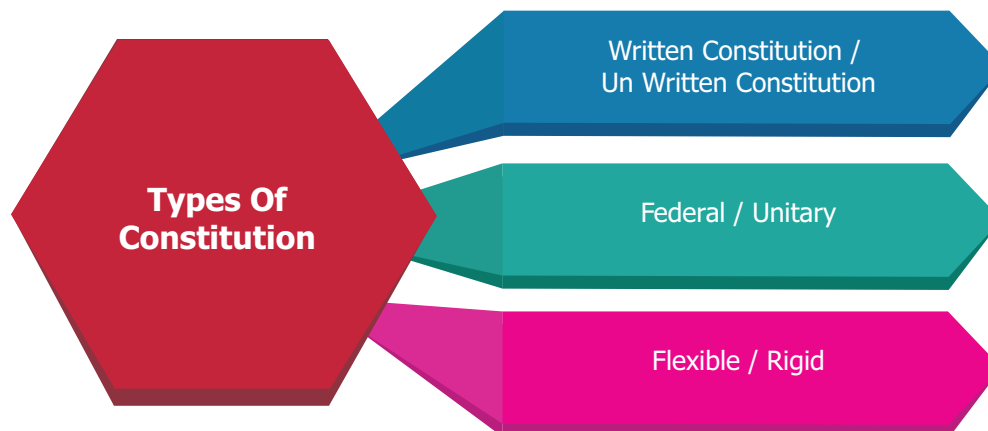 Types Of
Constitution
Written Constitution /
Un Written Constitution
Federal / Unitary
Flexible / Rigid